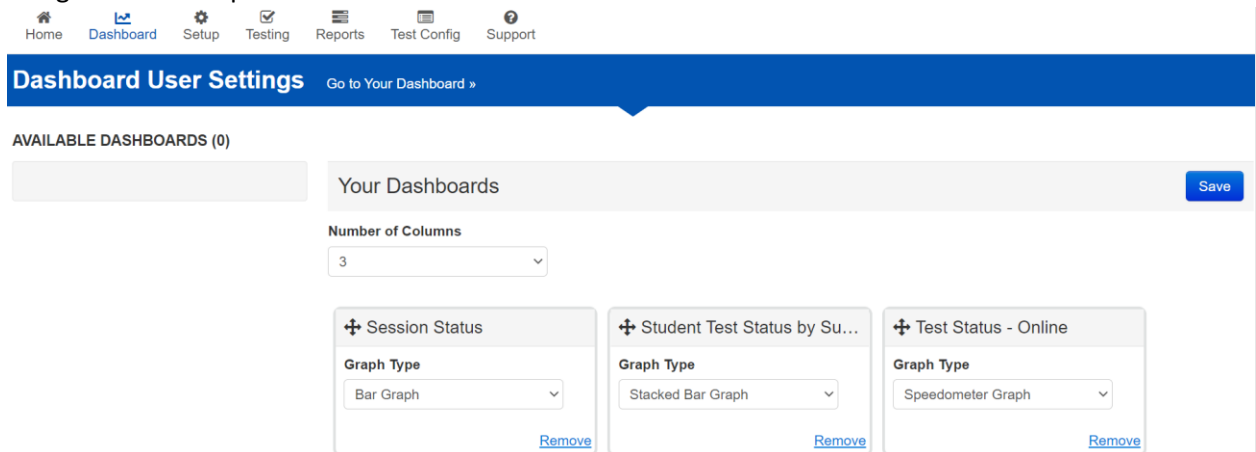 Home Dashboard Setup Testing Reports Test Config Support
Dashboard User Settings Go to Your Dashboard »
AVAILABLE DASHBOARDS (0)
Your Dashboards Save
Number of Columns
3
Session Status Student Test Status by Su… Test Status - Online
Graph Type Graph Type Graph Type
Bar Graph Stacked Bar Graph Speedometer Graph
Remove Remove Remove